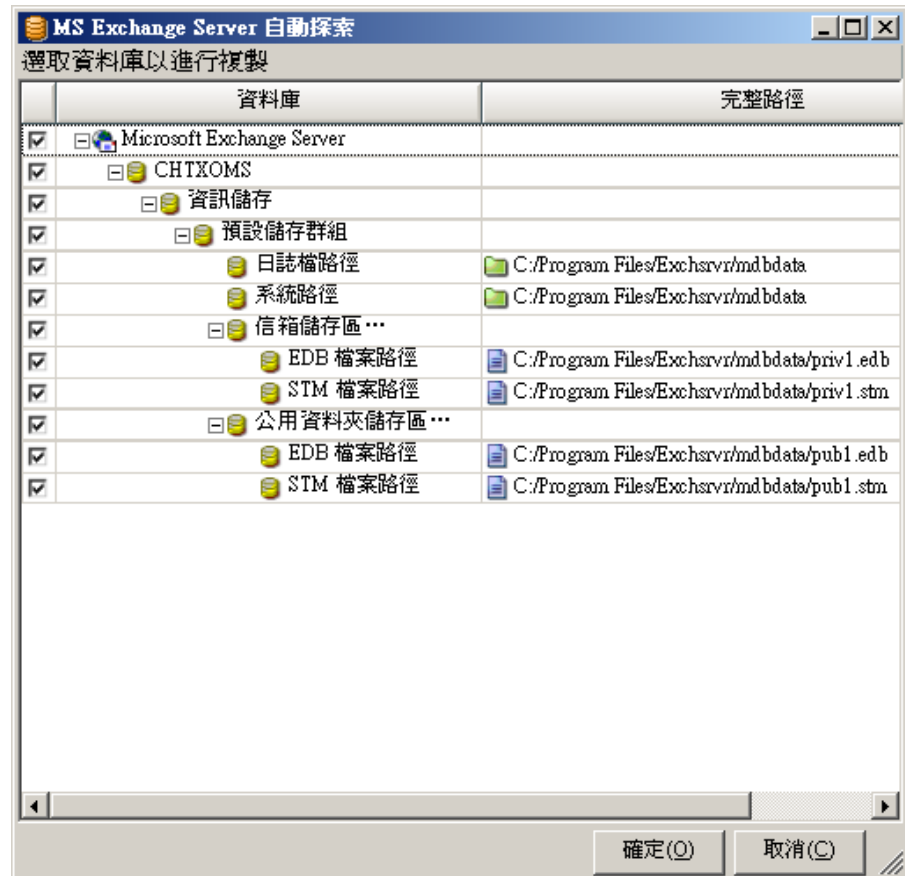 MS Exchange Server 自動探索
選取資料庫以進行複製
資料庫 完整路徑
Microsoft Exchange Server
CHTXOMS
資訊儲存
預設儲存群組
日誌檔路徑 C:/Program Files/Exchsrvr/mdbdata
系統路徑 C:/Program Files/Exchsrvr/mdbdata
信箱儲存區…
EDB 檔案路徑 C:/Program Files/Exchsrvr/mdbdata/priv1.edb
STM 檔案路徑 C:/Program Files/Exchsrvr/mdbdata/priv1.stm
公用資料夾儲存區…
EDB 檔案路徑 C:/Program Files/Exchsrvr/mdbdata/pub1.edb
STM 檔案路徑 C:/Program Files/Exchsrvr/mdbdata/pub1.stm
確定(O) 取消(C)